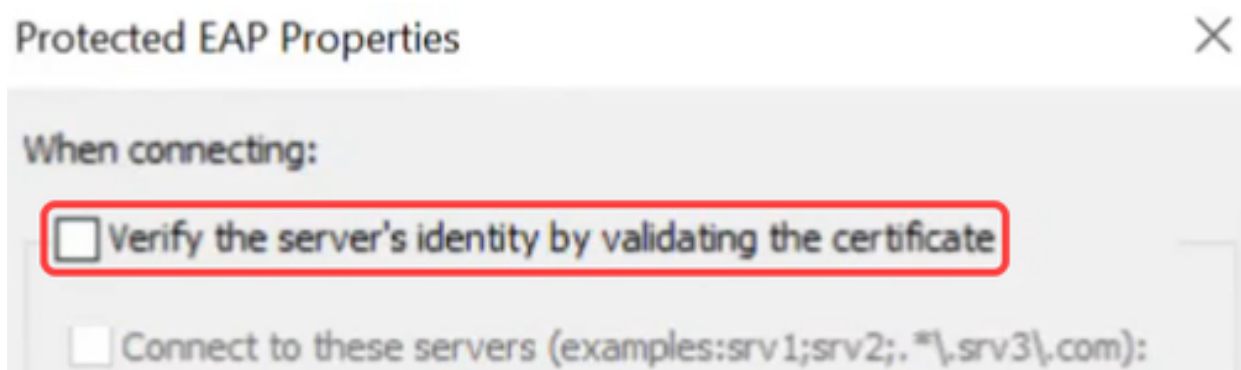 Protected EAP Properties
When connecting:
Verify the server's identity by validating the certificate
Connect to these servers (examples:srv1;srv2;.*\.srv3\.com):